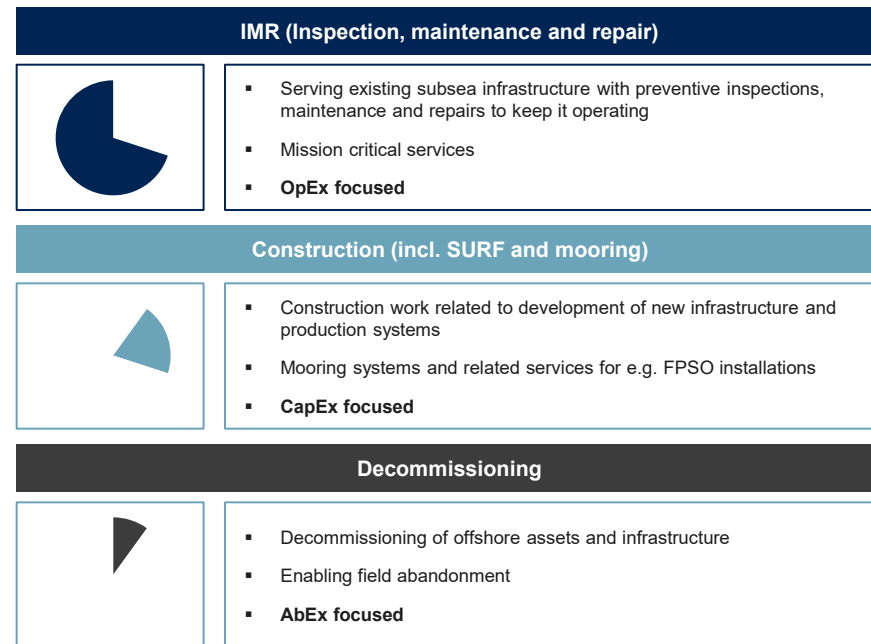 IMR (Inspection, maintenance and repair)
▪ Serving existing subsea infrastructure with preventive inspections,
maintenance and repairs to keep it operating
▪ Mission critical services
▪ OpEx focused
Construction (incl. SURF and mooring)
▪ Construction work related to development of new infrastructure and
production systems
▪ Mooring systems and related services for e.g. FPSO installations
▪ CapEx focused
Decommissioning
▪ Decommissioning of offshore assets and infrastructure
▪ Enabling field abandonment
▪ AbEx focused